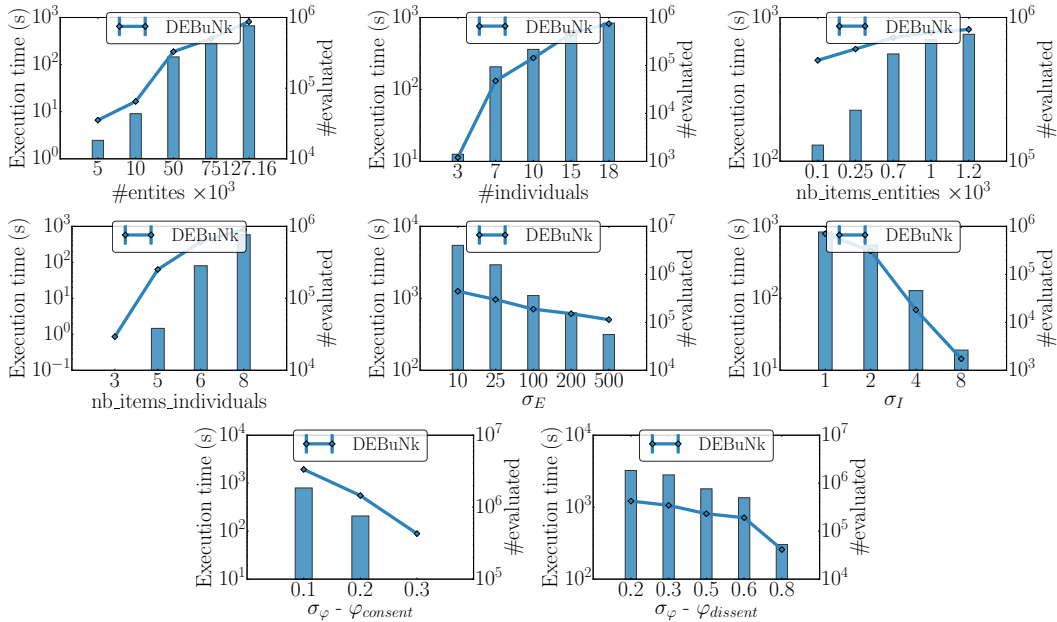 Execution time (s)
10^3
10^2
10^1
10^0
DEBuNk
10^6
10^5
10^4
#evaluated
5 10 50 75 127.16
#entites ×10^3
Execution time (s)
10^3
10^2
10^1
DEBuNk
10^6
10^5
10^4
10^3
#evaluated
3 7 10 15 18
#individuals
Execution time (s)
10^3
10^2
DEBuNk
10^6
10^5
#evaluated
0.1 0.25 0.7 1 1.2
nb_items_entities
Execution time (s)
10^3
10^2
10^1
10^0
10^−1
DEBuNk
10^6
10^5
10^4
#evaluated
3 5 6 8
nb_items_individuals
Execution time (s)
10^4
10^3
10^2
DEBuNk
10^7
10^6
10^5
10^4
#evaluated
10 25 100 200 500
σ_E
Execution time (s)
10^3
10^2
10^1
DEBuNk
10^6
10^5
10^4
10^3
#evaluated
1 2 4 8
σ_I
Execution time (s)
10^4
10^3
10^2
10^1
DEBuNk
10^7
10^6
10^5
#evaluated
0.1 0.2 0.3
σ_φ - φ_consent
Execution time (s)
10^4
10^3
10^2
DEBuNk
10^7
10^6
10^5
10^4
#evaluated
0.2 0.3 0.5 0.6 0.8
σ_φ - φ_dissent